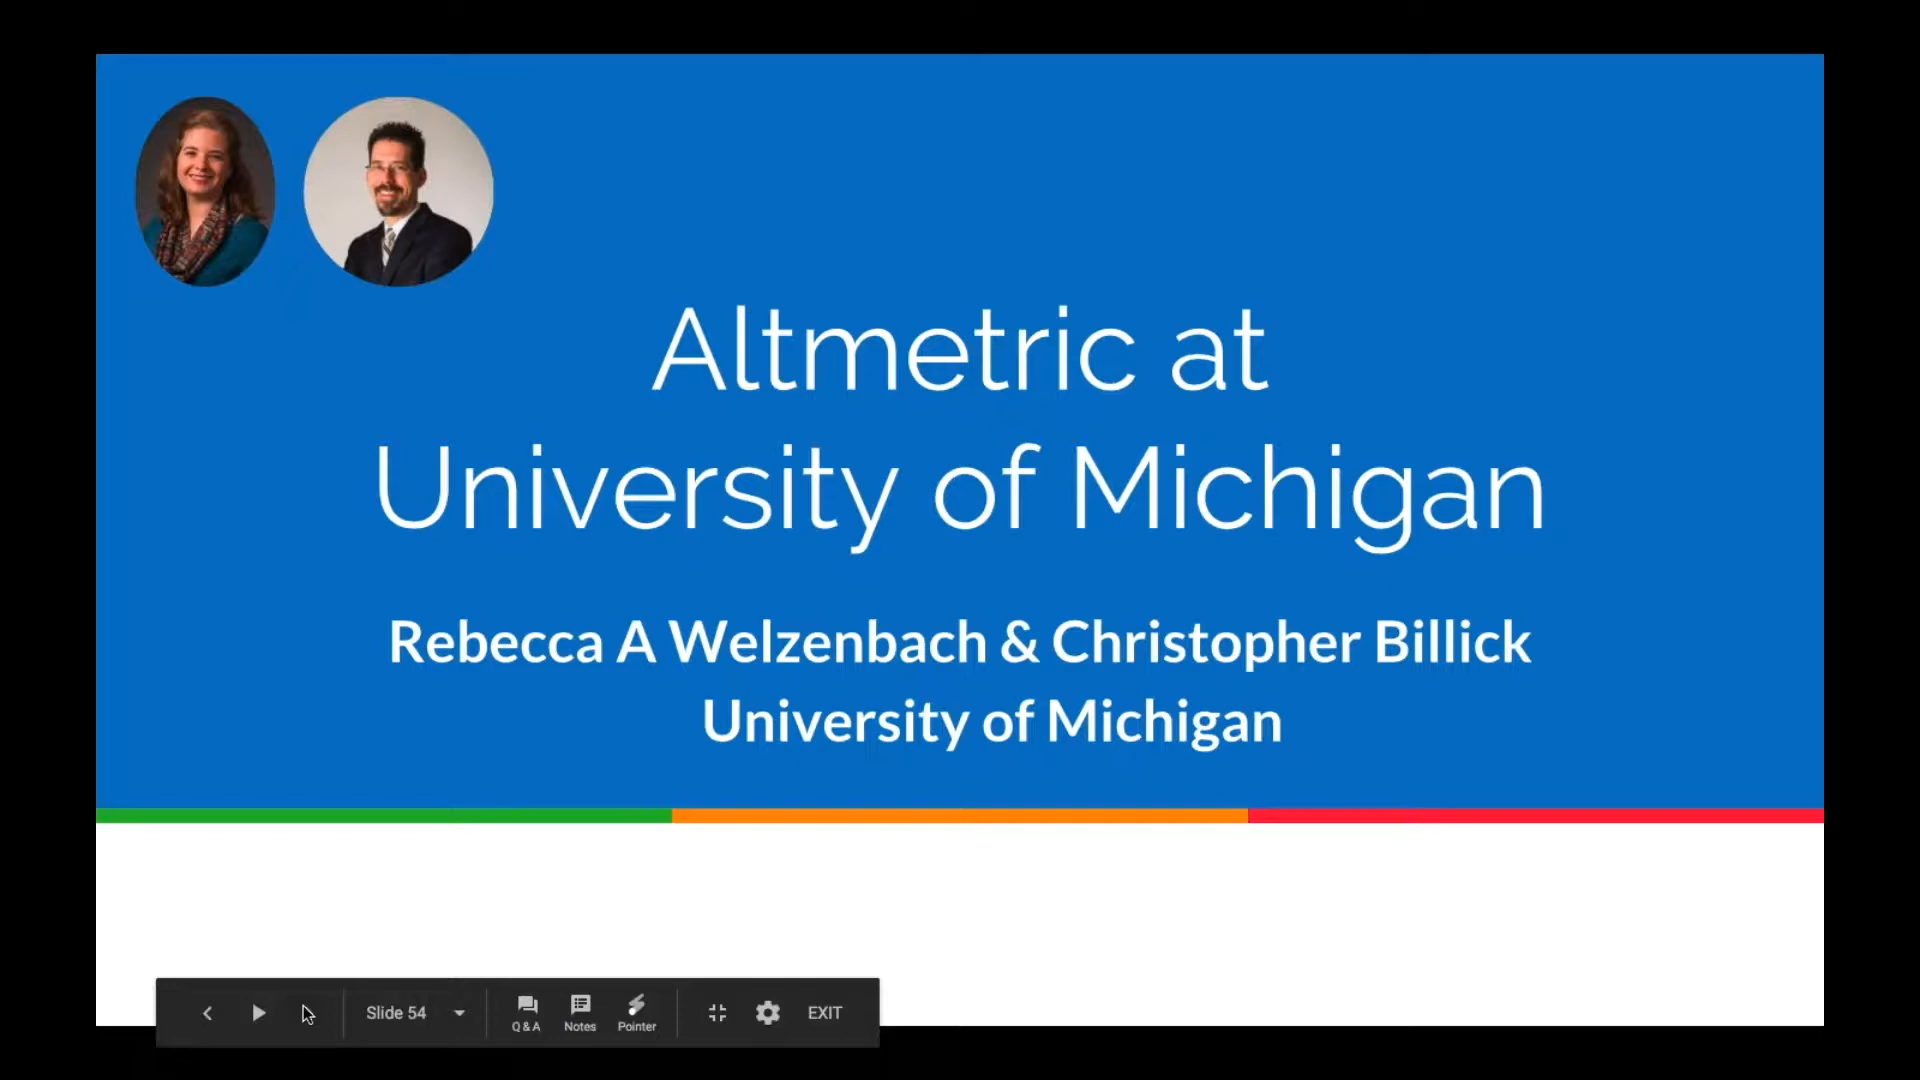 Altmetric at
University of Michigan
Rebecca A Welzenbach & Christopher Billick
University of Michigan
Slide 54
Q & A
Notes
Pointer
EXIT